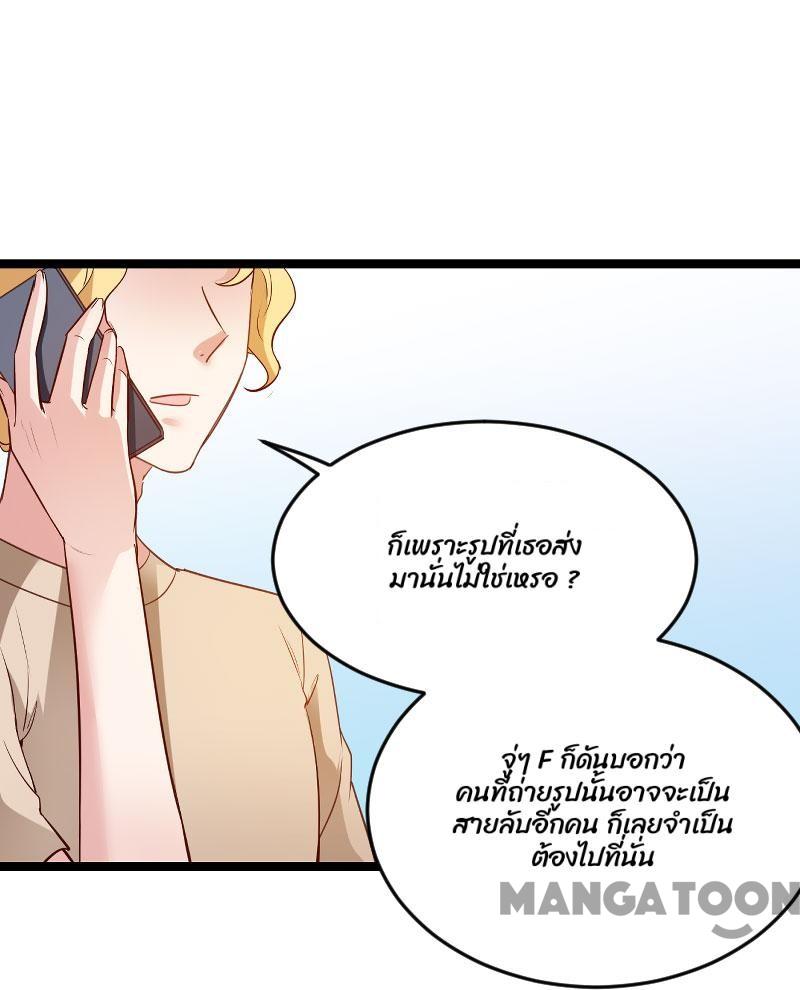 ก็เพราะรูปที่เธอส่ง
มานั่นไม่ใช่เหรอ ?
จู่ๆ F ก็ดันบอกว่า
คนที่ถ่ายรูปนั้นอาจจะเป็น
สายลับอีกคน ก็เลยจำเป็น
ต้องไปที่นั่น
MANGATOON